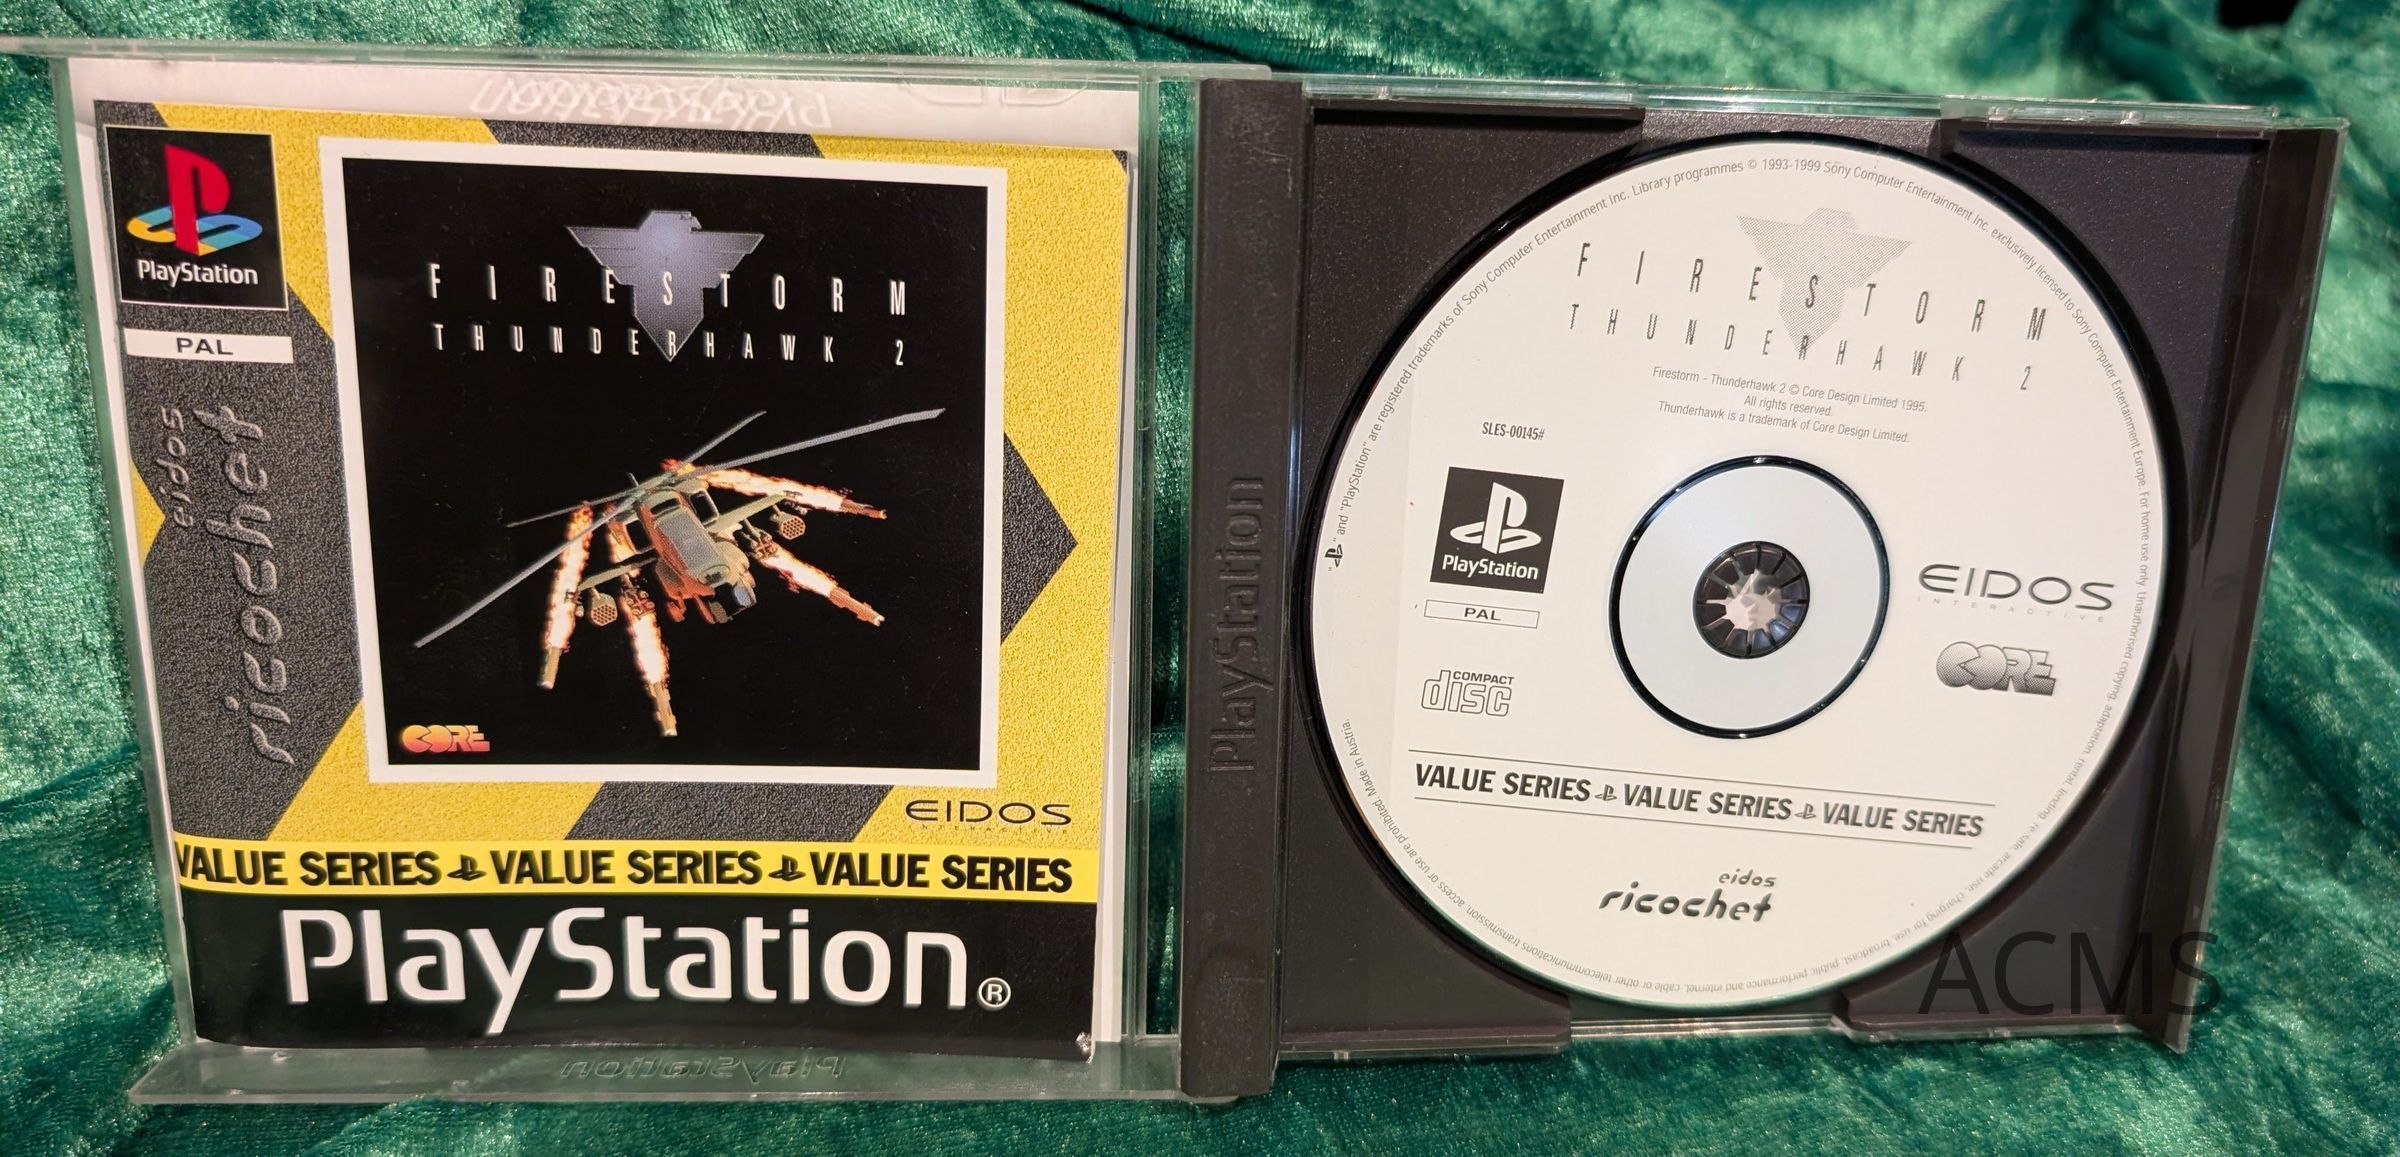 PlayStation
PlayStation
PAL
eidos
ricochet
FIRESTORM
THUNDERHAWK 2
CORE
EIDOS
INTERACTIVE
VALUE SERIES VALUE SERIES VALUE SERIES
PlayStation®
PlayStation
PlayStation
"P" and "PlayStation" are registered trademarks of Sony Computer Entertainment Inc. Library programmes © 1993-1999 Sony Computer Entertainment Inc. exclusively licensed to Sony Computer Entertainment Europe. For home use only. Unauthorised copying, adaptation, rental, lending, re-sale, arcade use, charging for use, broadcast, public performance and internet, cable or other telecommunications transmission, access or use are prohibited. Made in Austria.
FIRESTORM
THUNDERHAWK 2
Firestorm - Thunderhawk 2 © Core Design Limited 1995.
All rights reserved.
Thunderhawk is a trademark of Core Design Limited.
SLES-00145#
PlayStation
PAL
EIDOS
INTERACTIVE
CORE
COMPACT
disc
VALUE SERIES VALUE SERIES VALUE SERIES
eidos
ricochet
ACMS